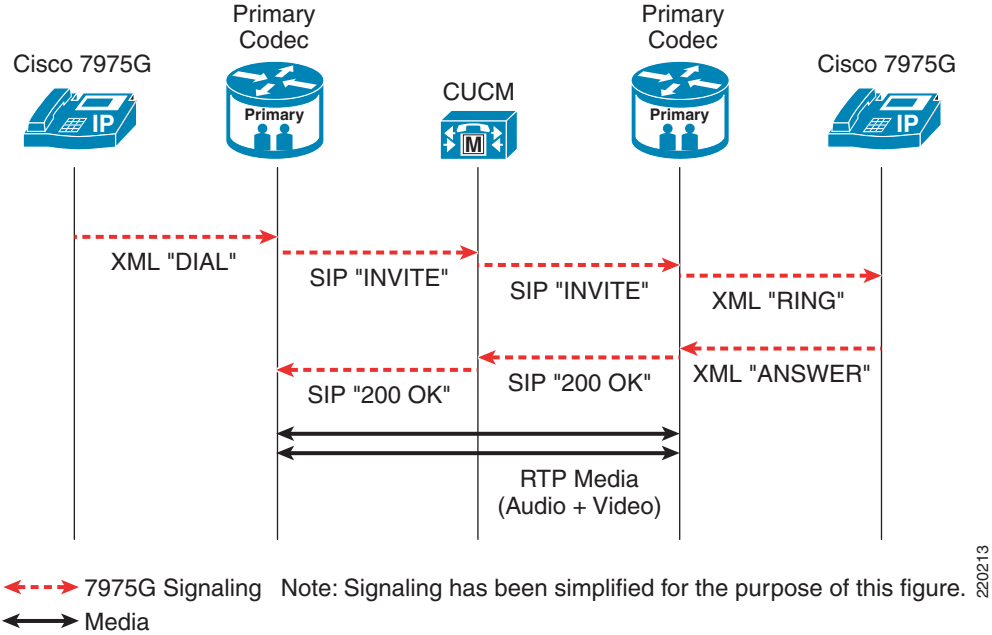 Primary
Codec
Primary
Codec
Cisco 7975G
CUCM
Cisco 7975G
IP
Primary
M
Primary
IP
XML "DIAL"
SIP "INVITE"
SIP "INVITE"
XML "RING"
XML "ANSWER"
SIP "200 OK"
SIP "200 OK"
RTP Media
(Audio + Video)
7975G Signaling Note: Signaling has been simplified for the purpose of this figure.
Media
220213